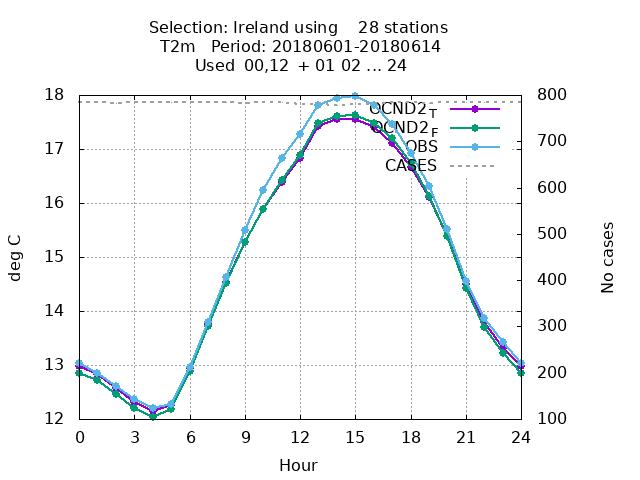 Selection: Ireland using 28 stations
T2m Period: 20180601-20180614
Used 00,12 + 01 02 ... 24
OCND2T
OCND2F
OBS
CASES
deg C
No cases
18
17
16
15
14
13
12
800
700
600
500
400
300
200
100
0 3 6 9 12 15 18 21 24
Hour